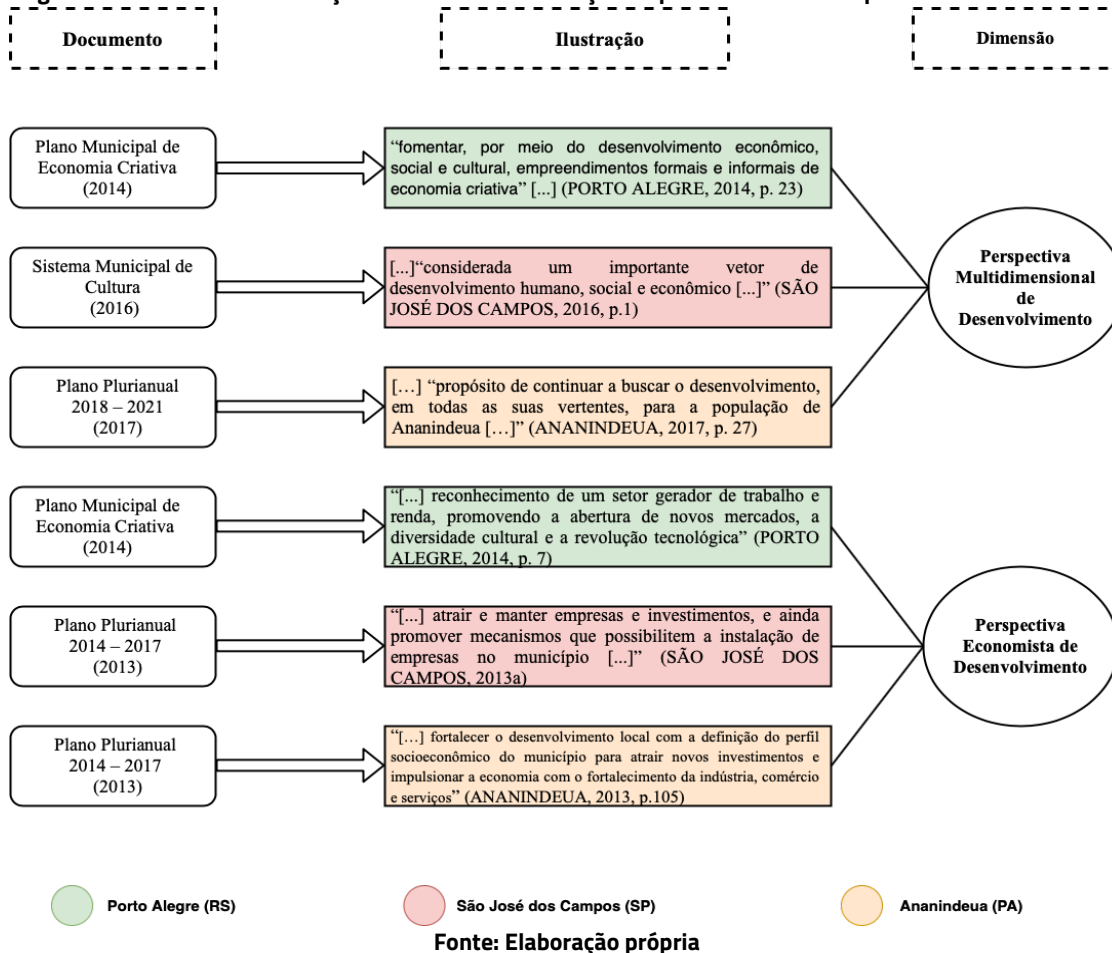 Documento
Ilustração
Dimensão
Plano Municipal de
Economia Criativa
(2014)
“fomentar, por meio do desenvolvimento econômico,
social e cultural, empreendimentos formais e informais de
economia criativa” [...] (PORTO ALEGRE, 2014, p. 23)
Sistema Municipal de
Cultura
(2016)
[...]“considerada um importante vetor de
desenvolvimento humano, social e econômico [...]” (SÃO
JOSÉ DOS CAMPOS, 2016, p.1)
Plano Plurianual
2018 – 2021
(2017)
[…] “propósito de continuar a buscar o desenvolvimento,
em todas as suas vertentes, para a população de
Ananindeua […]” (ANANINDEUA, 2017, p. 27)
Perspectiva
Multidimensional
de
Desenvolvimento
Plano Municipal de
Economia Criativa
(2014)
“[...] reconhecimento de um setor gerador de trabalho e
renda, promovendo a abertura de novos mercados, a
diversidade cultural e a revolução tecnológica” (PORTO
ALEGRE, 2014, p. 7)
Plano Plurianual
2014 – 2017
(2013)
“[...] atrair e manter empresas e investimentos, e ainda
promover mecanismos que possibilitem a instalação de
empresas no município [...]” (SÃO JOSÉ DOS
CAMPOS, 2013a)
Plano Plurianual
2014 – 2017
(2013)
“[…] fortalecer o desenvolvimento local com a definição do perfil
socioeconômico do município para atrair novos investimentos e
impulsionar a economia com o fortalecimento da indústria, comércio
e serviços” (ANANINDEUA, 2013, p.105)
Perspectiva
Economista de
Desenvolvimento
Porto Alegre (RS)
São José dos Campos (SP)
Ananindeua (PA)
Fonte: Elaboração própria